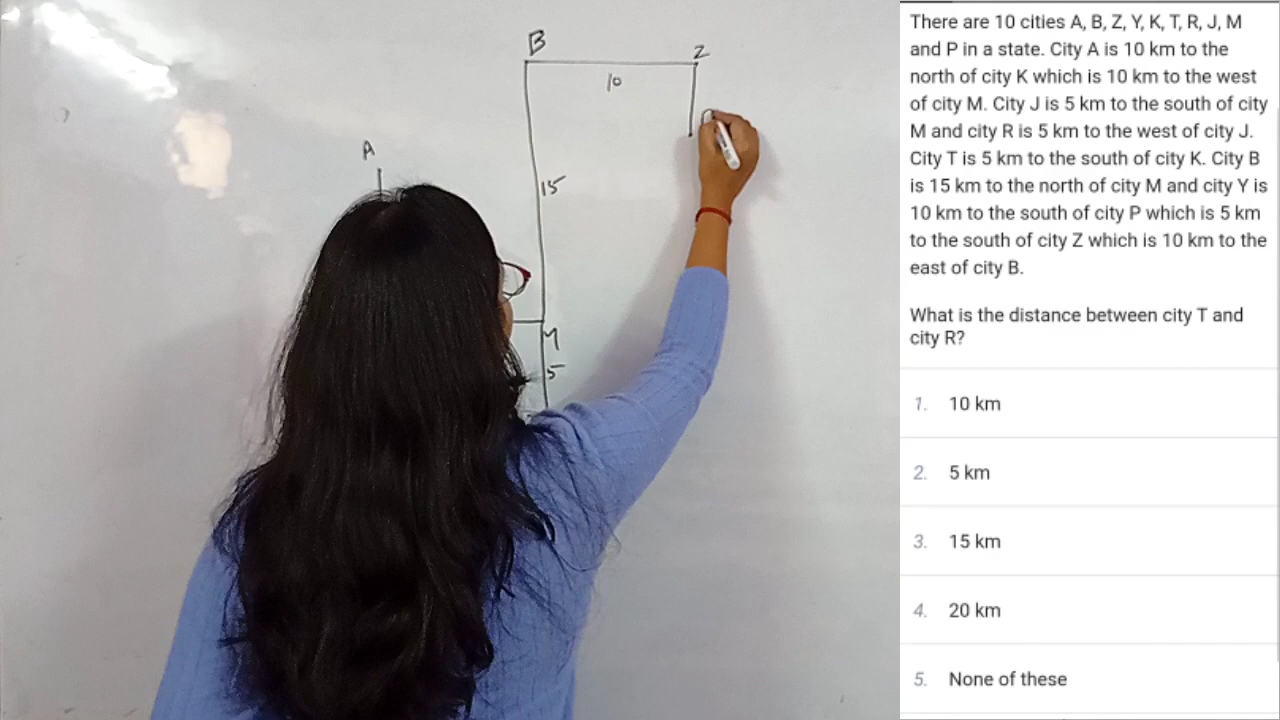 B
Z
10
A
15
M
5
There are 10 cities A, B, Z, Y, K, T, R, J, M
and P in a state. City A is 10 km to the
north of city K which is 10 km to the west
of city M. City J is 5 km to the south of city
M and city R is 5 km to the west of city J.
City T is 5 km to the south of city K. City B
is 15 km to the north of city M and city Y is
10 km to the south of city P which is 5 km
to the south of city Z which is 10 km to the
east of city B.
What is the distance between city T and
city R?
1. 10 km
2. 5 km
3. 15 km
4. 20 km
5. None of these